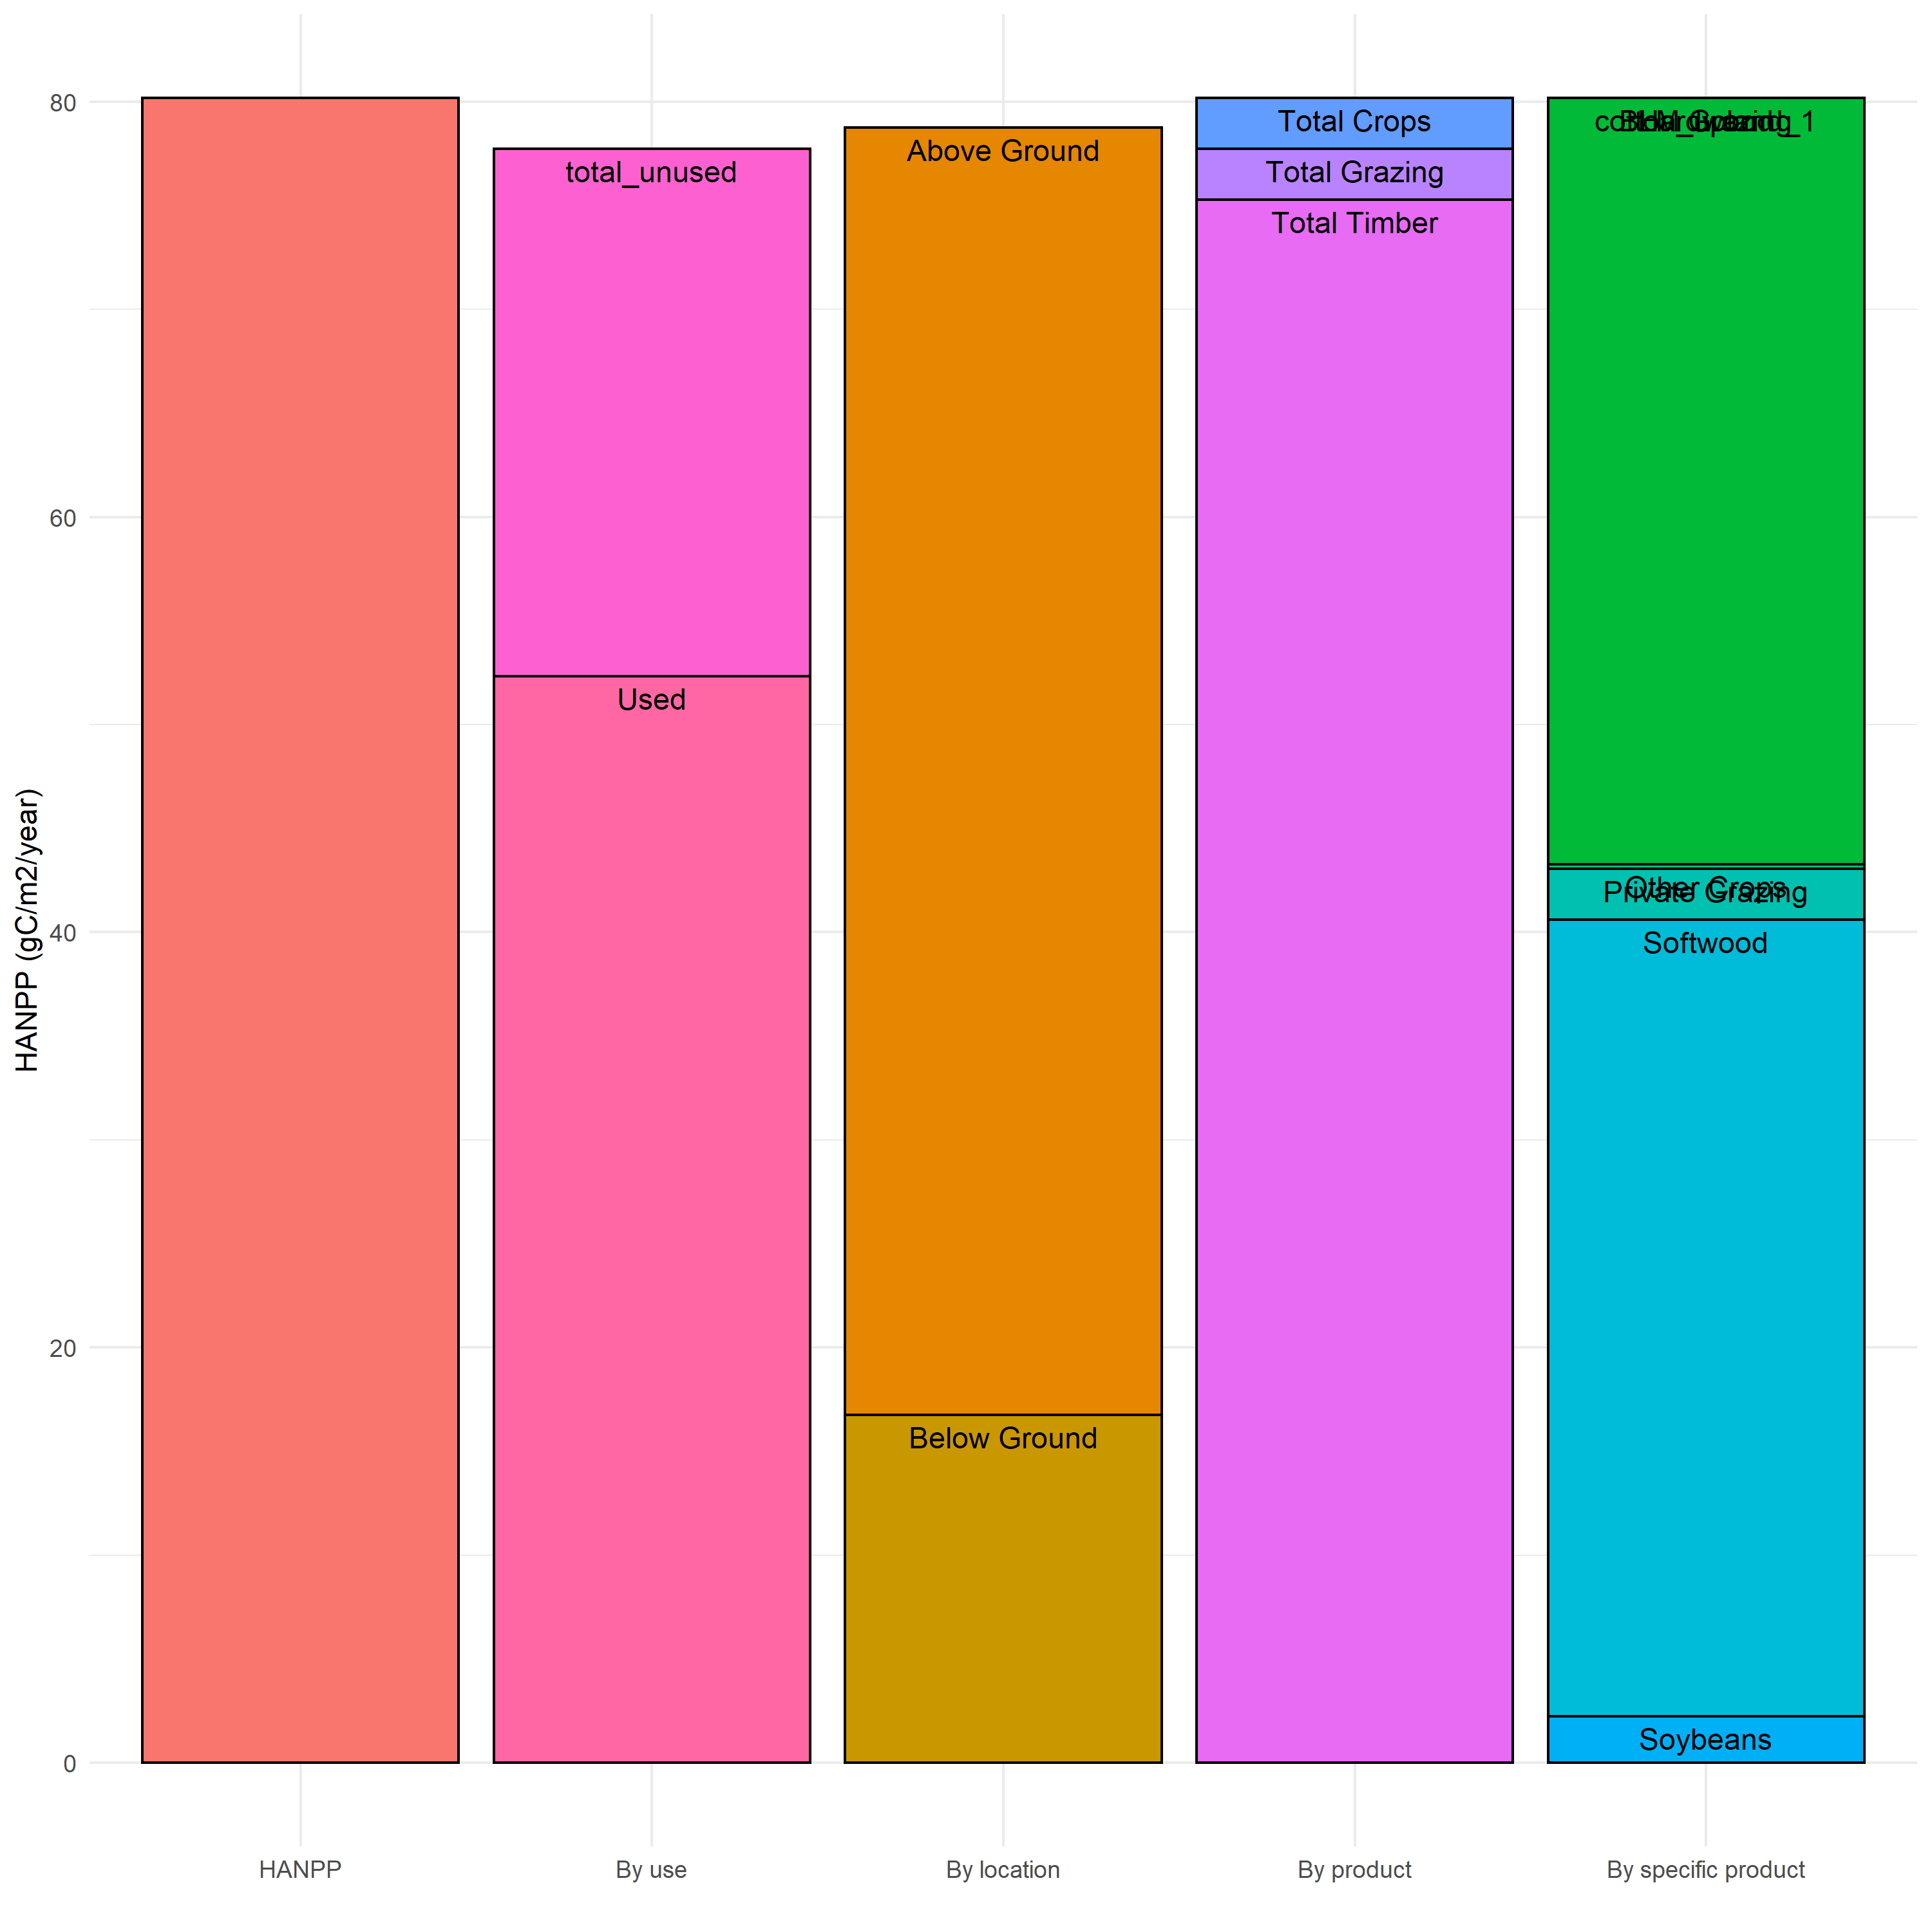 80
60
40
20
0
HANPP (gC/m2/year)
total_unused
Used
Above Ground
Below Ground
Total Crops
Total Grazing
Total Timber
Other Crops
Private Grazing
Softwood
Soybeans
HANPP
By use
By location
By product
By specific product